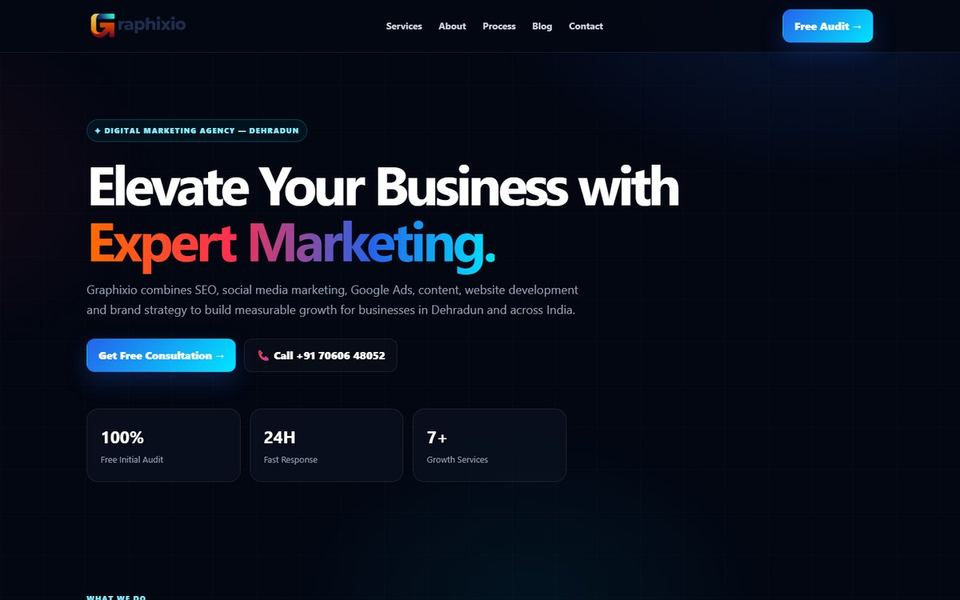 Graphixio
Services About Process Blog Contact
Free Audit →
✦ DIGITAL MARKETING AGENCY — DEHRADUN
Elevate Your Business with
Expert Marketing.
Graphixio combines SEO, social media marketing, Google Ads, content, website development
and brand strategy to build measurable growth for businesses in Dehradun and across India.
Get Free Consultation →
📞 Call +91 70606 48052
100%
Free Initial Audit
24H
Fast Response
7+
Growth Services
WHAT WE DO